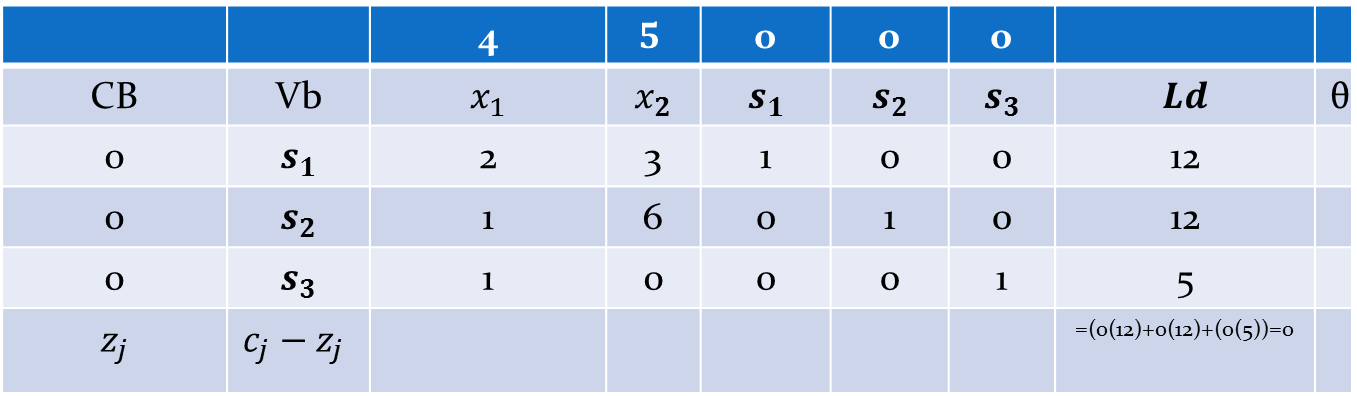 4 5 0 0 0
CB Vb x₁ x₂ s₁ s₂ s₃ Ld θ
0 s₁ 2 3 1 0 0 12
0 s₂ 1 6 0 1 0 12
0 s₃ 1 0 0 0 1 5
zⱼ cⱼ − zⱼ =(0(12)+0(12)+(0(5))=0